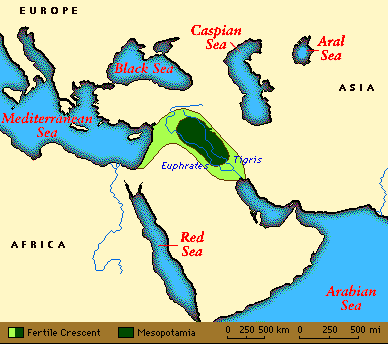 EUROPE
Caspian
Sea
Aral
Sea
Black Sea
ASIA
Mediterranean
Sea
Euphrates
Tigris
AFRICA
Red
Sea
Arabian
Sea
Fertile Crescent
Mesopotamia
0 250 500 km
0 250 500 mi